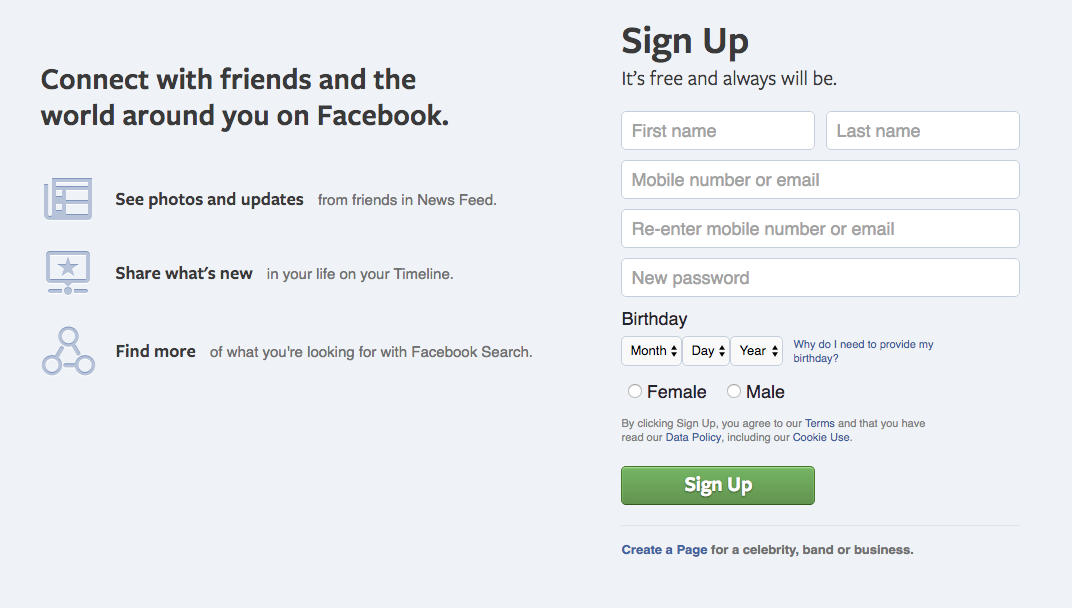 Connect with friends and the
world around you on Facebook.
See photos and updates from friends in News Feed.
Share what's new in your life on your Timeline.
Find more of what you're looking for with Facebook Search.
Sign Up
It's free and always will be.
First name Last name
Mobile number or email
Re-enter mobile number or email
New password
Birthday
Month Day Year Why do I need to provide my
birthday?
Female Male
By clicking Sign Up, you agree to our Terms and that you have
read our Data Policy, including our Cookie Use.
Sign Up
Create a Page for a celebrity, band or business.